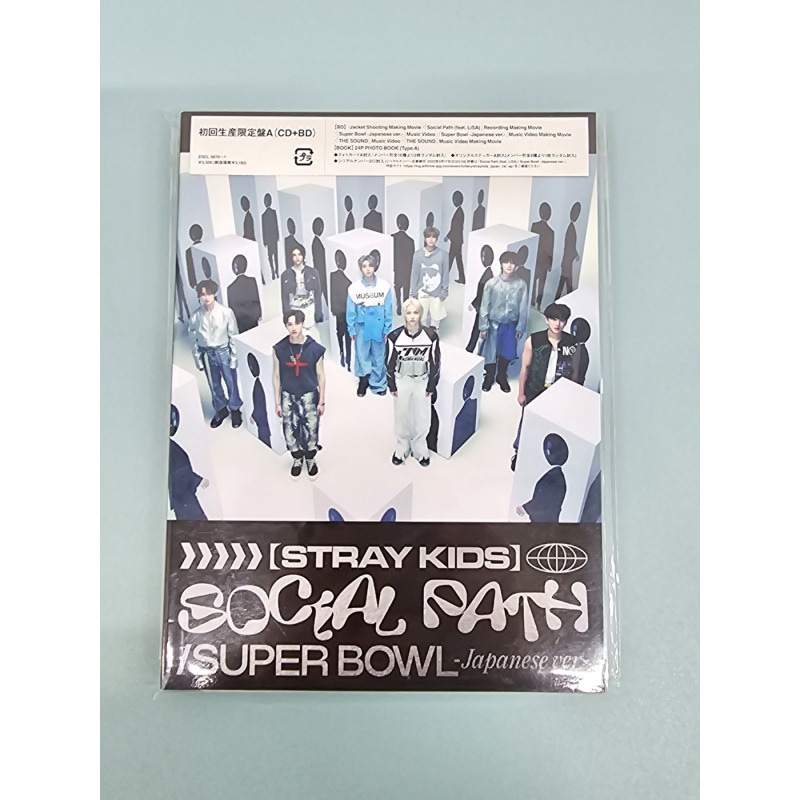 初回生産限定盤A(CD+BD)
プラ
[BD] Jacket Shooting Making Movie / 「Social Path (feat. LiSA)」 Recording Making Movie
「Super Bowl -Japanese ver.-」 Music Video / 「Super Bowl -Japanese ver.-」 Music Video Making Movie
「THE SOUND」 Music Video / 「THE SOUND」 Music Video Making Movie
[BOOK] 24P PHOTO BOOK (Type A)
MUSEUM
NO
>>>>> [STRAY KIDS]
SOCIAL PATH
/SUPER BOWL -Japanese ver.-